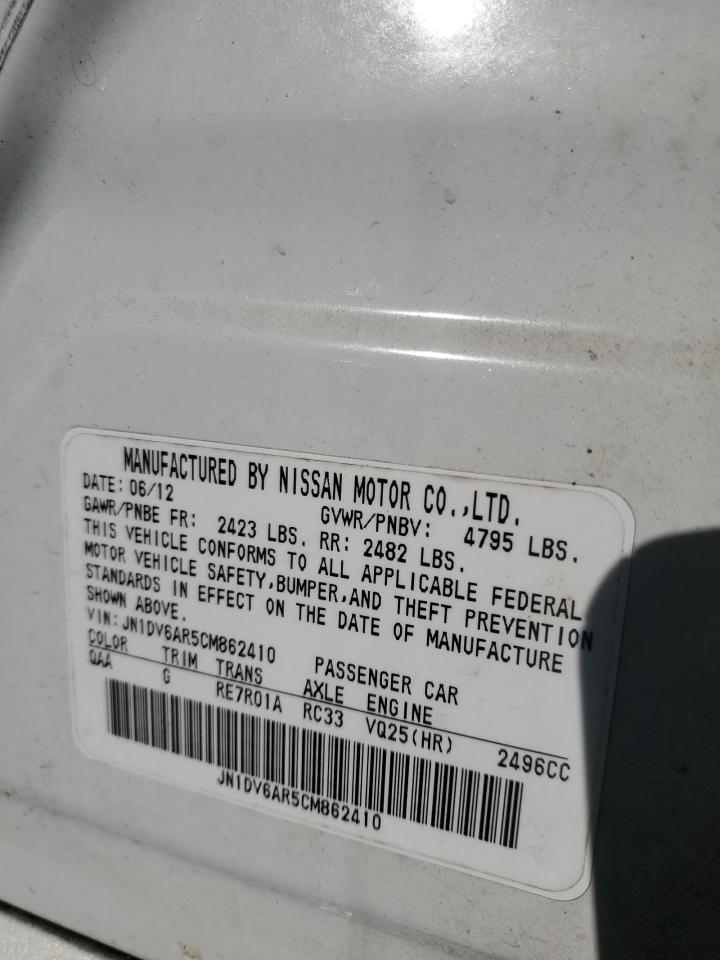 MANUFACTURED BY NISSAN MOTOR CO.,LTD.
DATE: 06/12 GVWR/PNBV: 4795 LBS.
GAWR/PNBE FR: 2423 LBS. RR: 2482 LBS.
THIS VEHICLE CONFORMS TO ALL APPLICABLE FEDERAL
MOTOR VEHICLE SAFETY,BUMPER,AND THEFT PREVENTION
STANDARDS IN EFFECT ON THE DATE OF MANUFACTURE
SHOWN ABOVE.
VIN: JN1DV6AR5CM862410 PASSENGER CAR
COLOR TRIM TRANS AXLE ENGINE
QAA G RE7R01A RC33 VQ25(HR) 2496CC
JN1DV6AR5CM862410